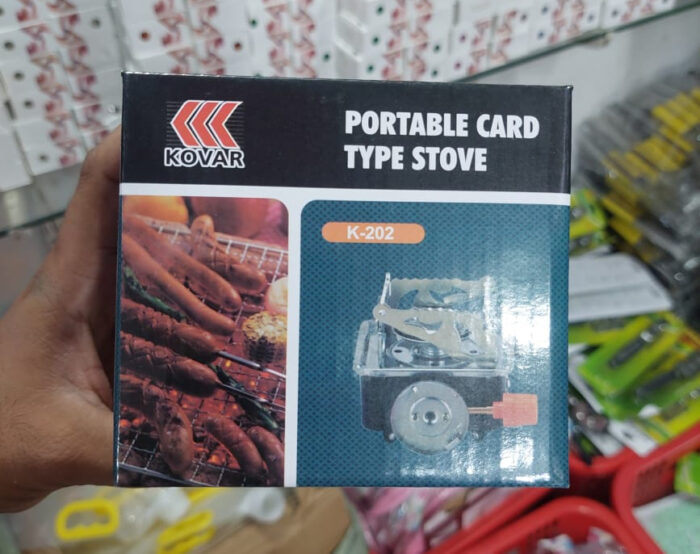 KOVAR
PORTABLE CARD
TYPE STOVE
K-202